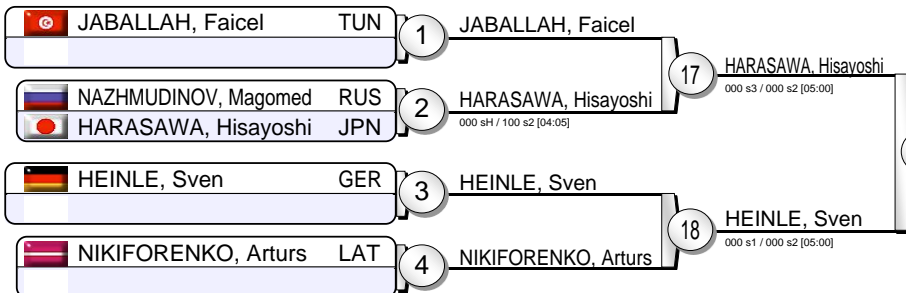 JABALLAH, Faicel TUN
1
JABALLAH, Faicel
17
HARASAWA, Hisayoshi
000 s3 / 000 s2 [05:00]
NAZHMUDINOV, Magomed RUS
HARASAWA, Hisayoshi JPN
2
HARASAWA, Hisayoshi
000 sH / 100 s2 [04:05]
HEINLE, Sven GER
3
HEINLE, Sven
18
HEINLE, Sven
000 s1 / 000 s2 [05:00]
NIKIFORENKO, Arturs LAT
4
NIKIFORENKO, Arturs